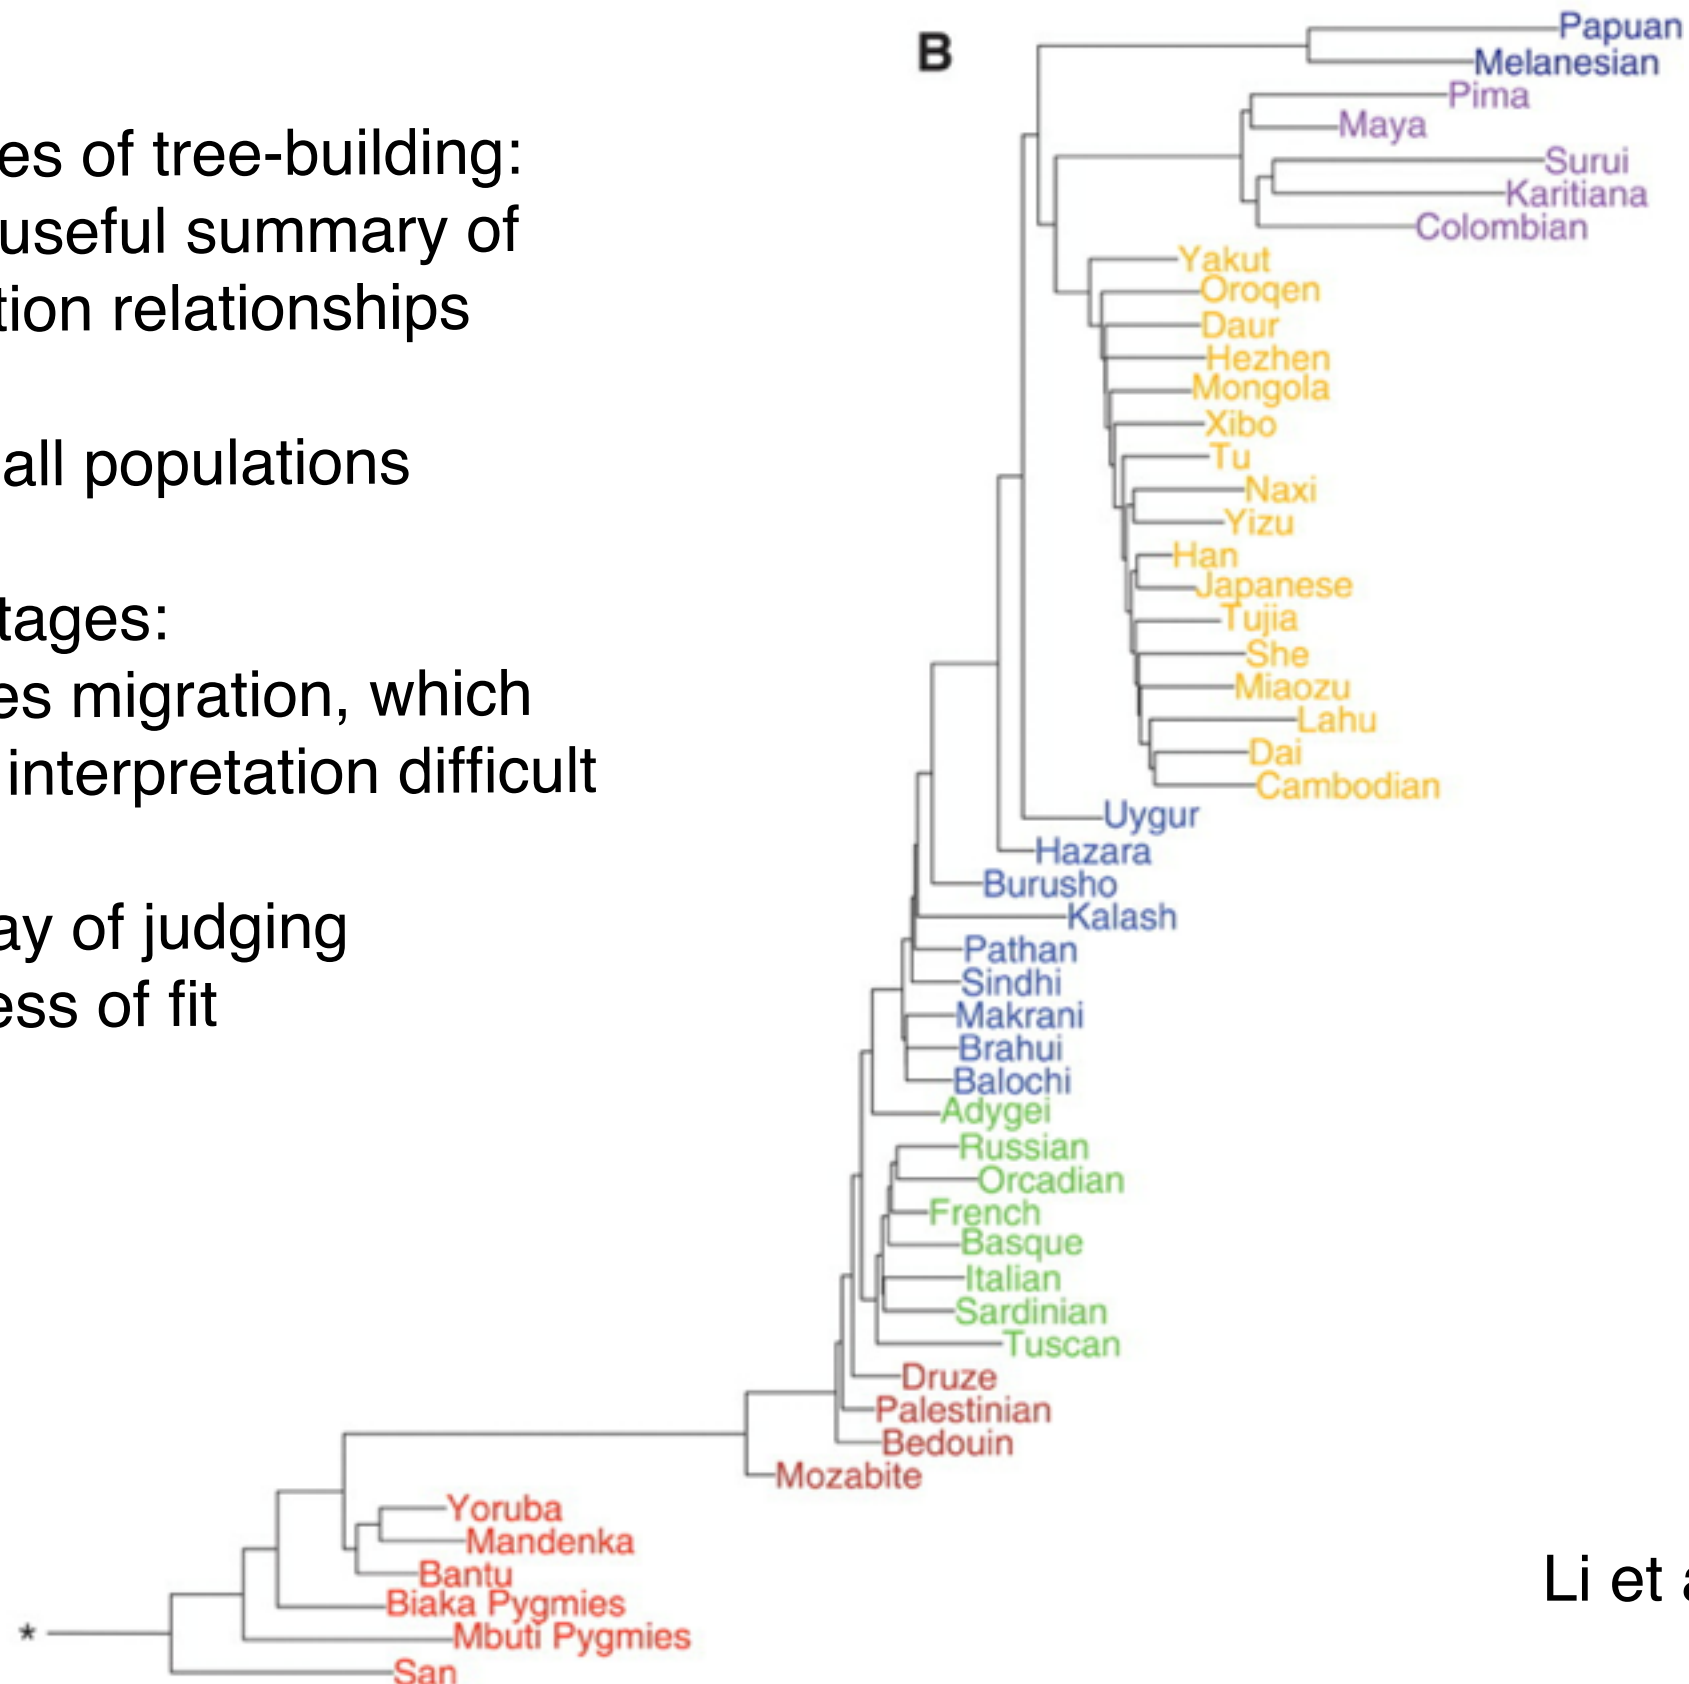 es of tree-building:
useful summary of
tion relationships
all populations
tages:
es migration, which
interpretation difficult
ay of judging
ess of fit
B
Papuan
Melanesian
Pima
Maya
Surui
Karitiana
Colombian
Yakut
Oroqen
Daur
Hezhen
Mongola
Xibo
Tu
Naxi
Yizu
Han
Japanese
Tujia
She
Miaozu
Lahu
Dai
Cambodian
Uygur
Hazara
Burusho
Kalash
Pathan
Sindhi
Makrani
Brahui
Balochi
Adygei
Russian
Orcadian
French
Basque
Italian
Sardinian
Tuscan
Druze
Palestinian
Bedouin
Mozabite
Yoruba
Mandenka
Bantu
Biaka Pygmies
Mbuti Pygmies
San
*
Li et a